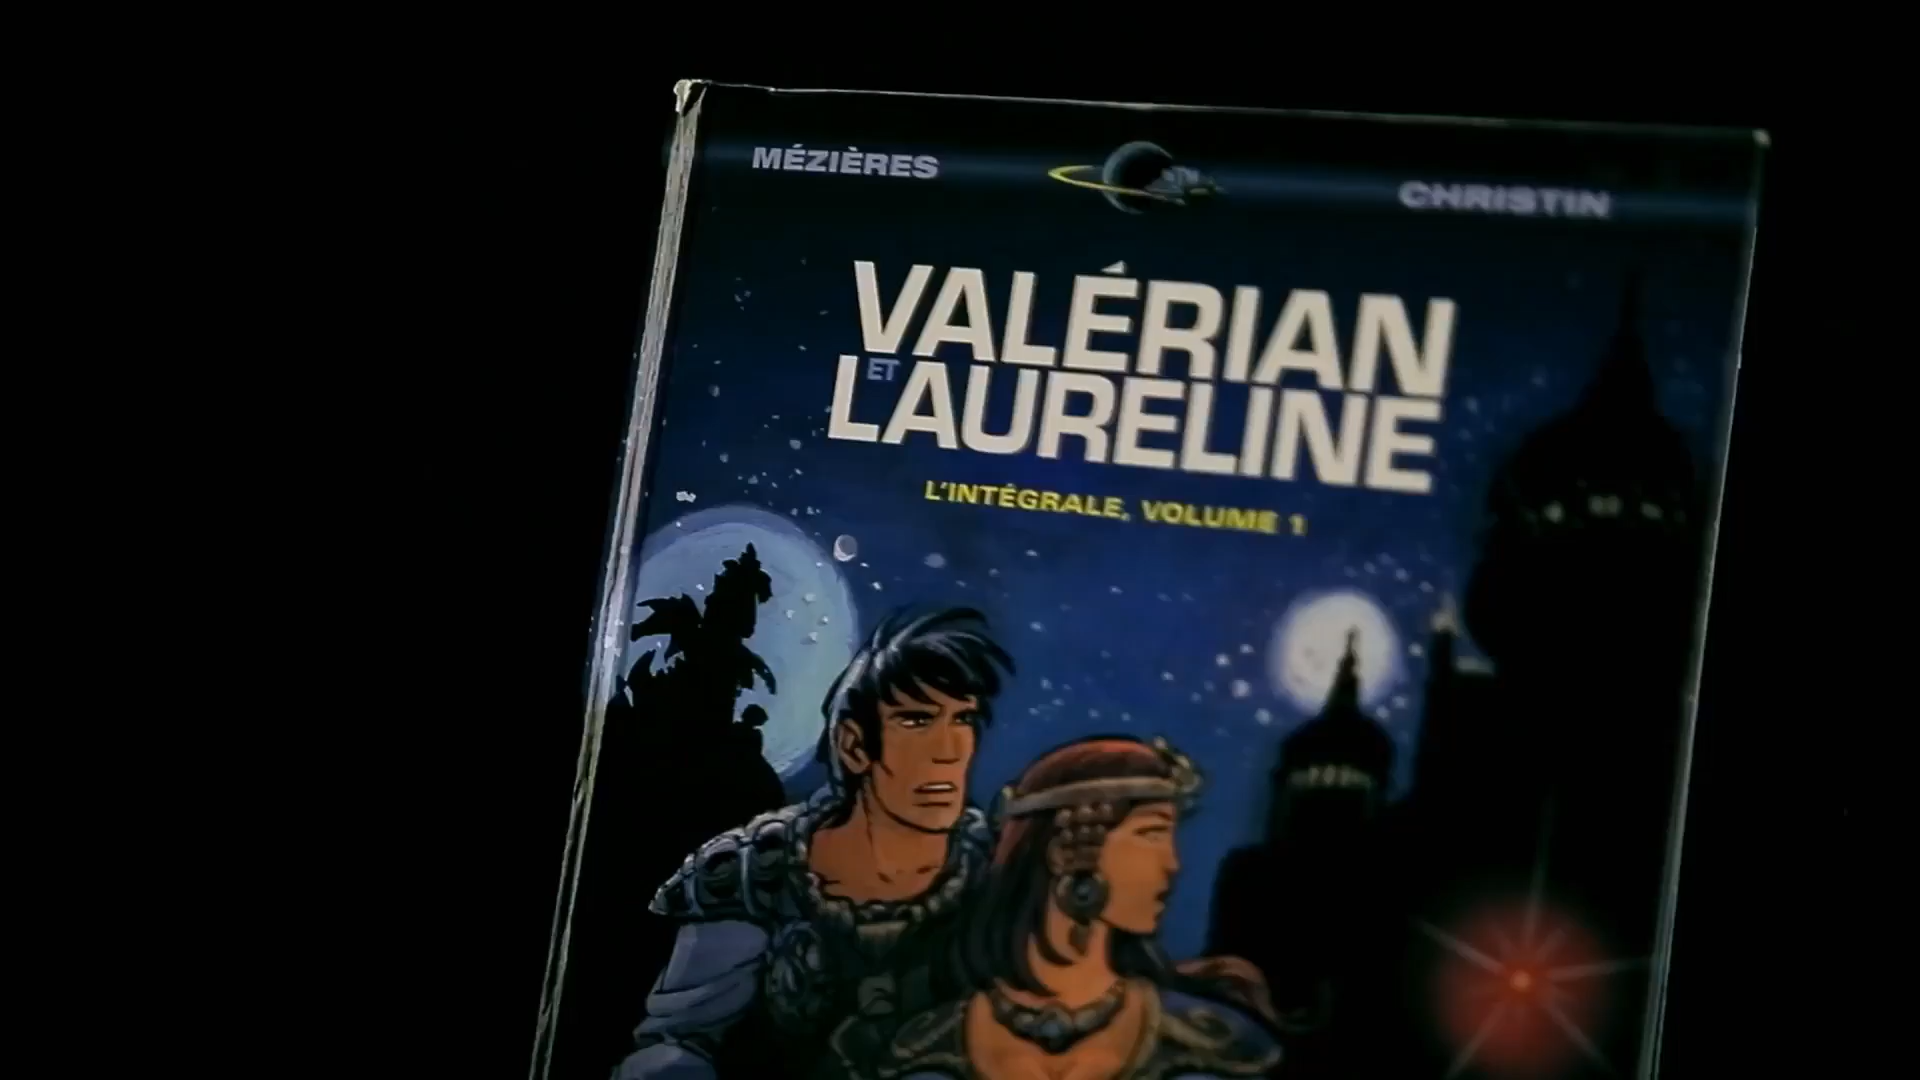 MÉZIÈRES
CHRISTIN
VALÉRIAN
ET
LAURELINE
L'INTÉGRALE, VOLUME 1